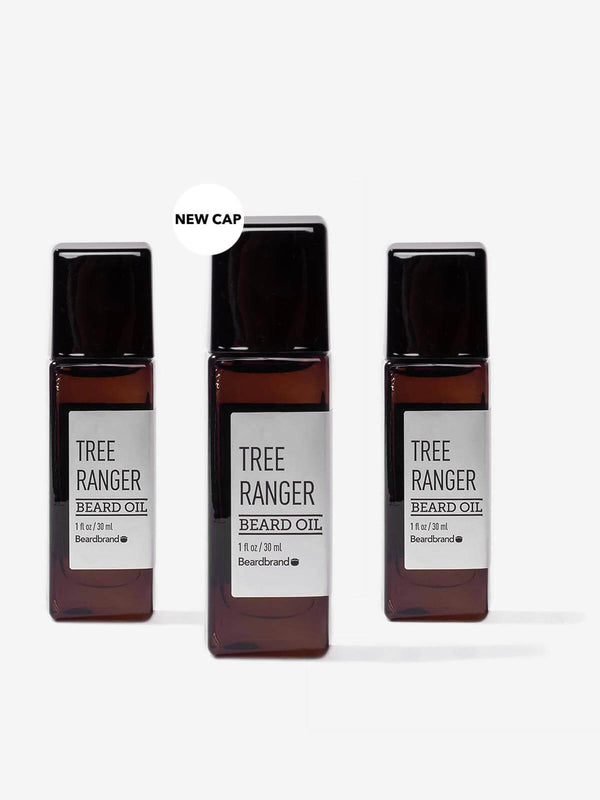 NEW CAP
TREE
RANGER
BEARD OIL
1 fl oz / 30 ml
Beardbrand
TREE
RANGER
BEARD OIL
1 fl oz / 30 ml
Beardbrand
TREE
RANGER
BEARD OIL
1 fl oz / 30 ml
Beardbrand